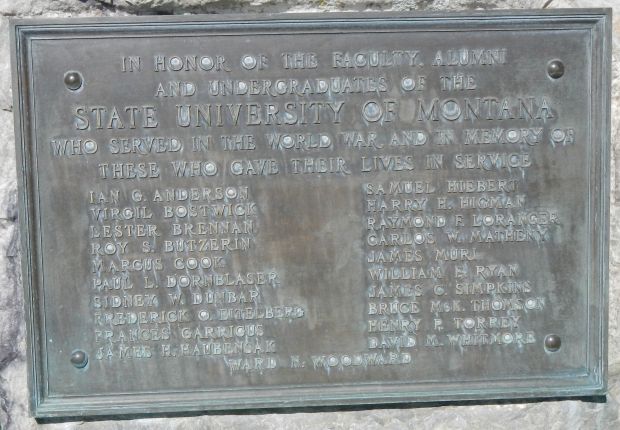 IN HONOR OF THE FACULTY, ALUMNI
AND UNDERGRADUATES OF THE
STATE UNIVERSITY OF MONTANA
WHO SERVED IN THE WORLD WAR AND IN MEMORY OF
THESE WHO GAVE THEIR LIVES IN SERVICE
IAN G. ANDERSON
VIRGIL BOSTWICK
LESTER BRENNAN
ROY S. BUTZERIN
MARCUS COOK
PAUL L. DORNBLASER
SIDNEY W. DUNBAR
FREDERICK O. EITELBERG
FRANCES GARRIGUS
JAMES H. HAUBENSAK
SAMUEL HIEBERT
HARRY H. HIGMAN
RAYMOND F. LORANGER
CARLOS W. MATHENY
JAMES MURI
WILLIAM E. RYAN
JAMES C. SIMPKINS
BRUCE McK. THOMSON
HENRY P. TORREY
DAVID M. WHITMORE
WARD N. WOODWARD